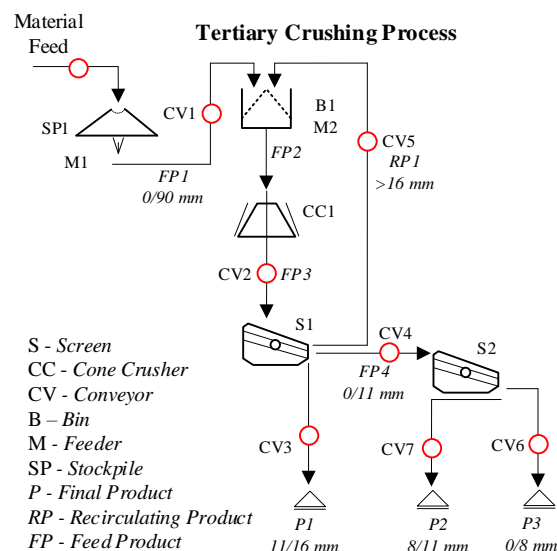 Tertiary Crushing Process
Material
Feed
SP1
M1
CV1
FP1
0/90 mm
B1
M2
FP2
CV5
RP1
>16 mm
CC1
CV2
FP3
S1
CV4
FP4
0/11 mm
S2
CV3
CV7
CV6
P1
11/16 mm
P2
8/11 mm
P3
0/8 mm
S - Screen
CC - Cone Crusher
CV - Conveyor
B – Bin
M - Feeder
SP - Stockpile
P - Final Product
RP - Recirculating Product
FP - Feed Product